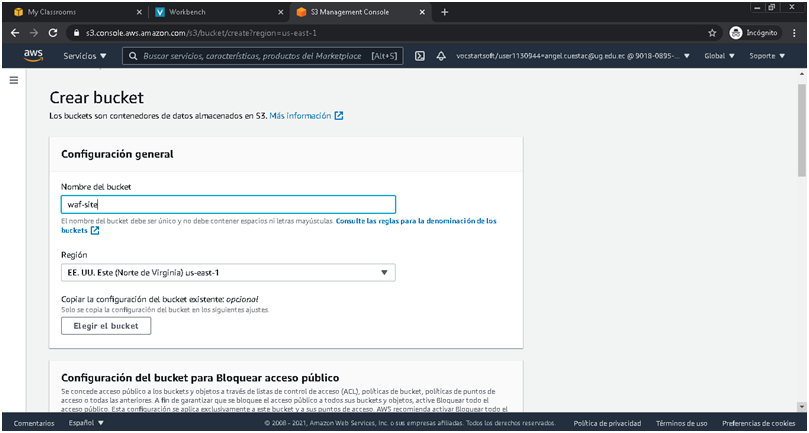 My Classrooms
Workbench
S3 Management Console
s3.console.aws.amazon.com/s3/bucket/create?region=us-east-1
Incógnito
aws
Servicios
Buscar servicios, características, productos del Marketplace [Alt+S]
vocstartsoft/user1130944=angel.cuestac@ug.edu.ec @ 9018-0895-...
Global
Soporte
Crear bucket
Los buckets son contenedores de datos almacenados en S3. Más información
Configuración general
Nombre del bucket
waf-site
El nombre del bucket debe ser único y no debe contener espacios ni letras mayúsculas. Consulte las reglas para la denominación de los
buckets
Región
EE. UU. Este (Norte de Virginia) us-east-1
Copiar la configuración del bucket existente: opcional
Solo se copia la configuración del bucket en los siguientes ajustes
Elegir el bucket
Configuración del bucket para Bloquear acceso público
Se concede acceso público a los buckets y objetos a través de listas de control de acceso (ACL), políticas de bucket, políticas de puntos de
acceso o todas las anteriores. A fin de garantizar que se bloquee el acceso público a todos sus buckets y objetos, active Bloquear todo el
acceso público. Esta configuración se aplica exclusivamente a este bucket y a sus puntos de acceso. AWS recomienda activar Bloquear todo el
Comentarios
Español
© 2008 - 2021, Amazon Web Services, Inc. o sus empresas afiliadas. Todos los derechos reservados.
Política de privacidad
Términos de uso
Preferencias de cookies